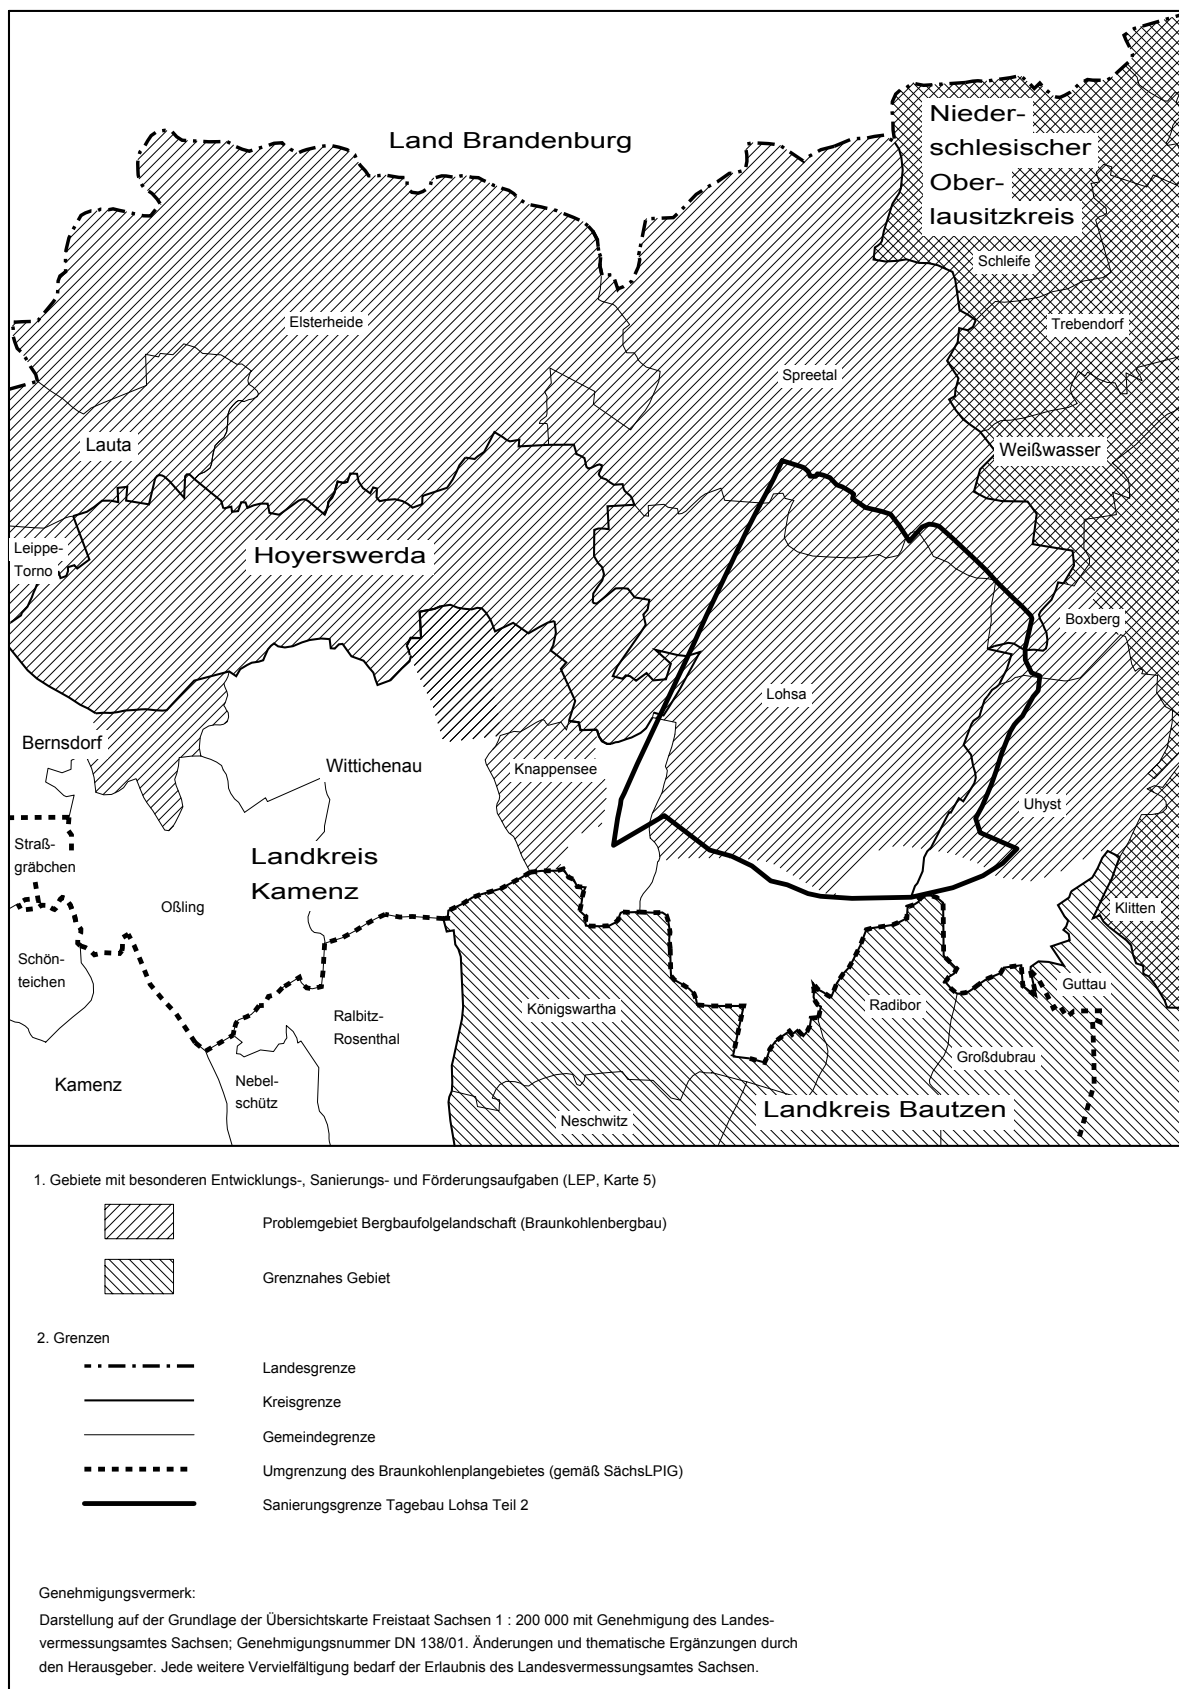 Land Brandenburg
Nieder-
schlesischer
Ober-
lausitzkreis
Schleife
Elsterheide
Trebendorf
Spreetal
Lauta
Weißwasser
Leippe-
Torno
Hoyerswerda
Boxberg
Lohsa
Bernsdorf
Wittichenau
Knappensee
Uhyst
Straß-
gräbchen
Landkreis
Kamenz
Oßling
Klitten
Schön-
teichen
Guttau
Königswartha
Radibor
Ralbitz-
Rosenthal
Großdubrau
Kamenz
Nebel-
schütz
Neschwitz
Landkreis Bautzen
1. Gebiete mit besonderen Entwicklungs-, Sanierungs- und Förderungsaufgaben (LEP, Karte 5)
Problemgebiet Bergbaufolgelandschaft (Braunkohlenbergbau)
Grenznahes Gebiet
2. Grenzen
Landesgrenze
Kreisgrenze
Gemeindegrenze
Umgrenzung des Braunkohlenplangebietes (gemäß SächsLPlG)
Sanierungsgrenze Tagebau Lohsa Teil 2
Genehmigungsvermerk:
Darstellung auf der Grundlage der Übersichtskarte Freistaat Sachsen 1 : 200 000 mit Genehmigung des Landes-
vermessungsamtes Sachsen; Genehmigungsnummer DN 138/01. Änderungen und thematische Ergänzungen durch
den Herausgeber. Jede weitere Vervielfältigung bedarf der Erlaubnis des Landesvermessungsamtes Sachsen.